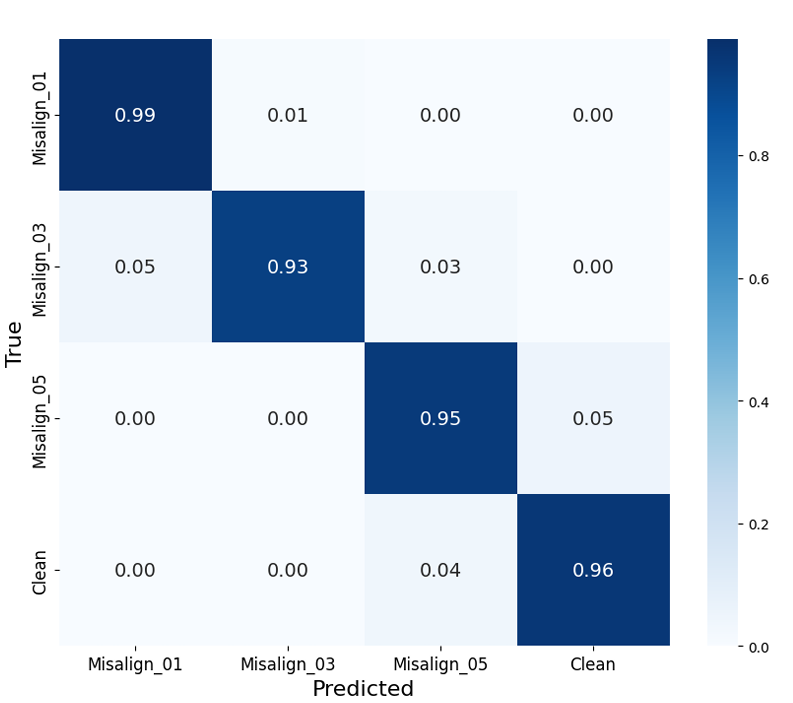 Misalign_01 0.99 0.01 0.00 0.00
Misalign_03 0.05 0.93 0.03 0.00
Misalign_05 0.00 0.00 0.95 0.05
Clean 0.00 0.00 0.04 0.96
True
Misalign_01 Misalign_03 Misalign_05 Clean
Predicted
0.8
0.6
0.4
0.2
0.0